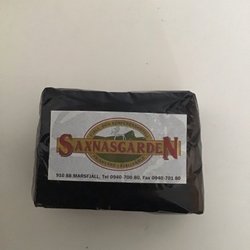 SAXNÄSGÅRDEN
930 88 MARSFJÄLL, Tel 0940-700 80, Fax 0940-701 80